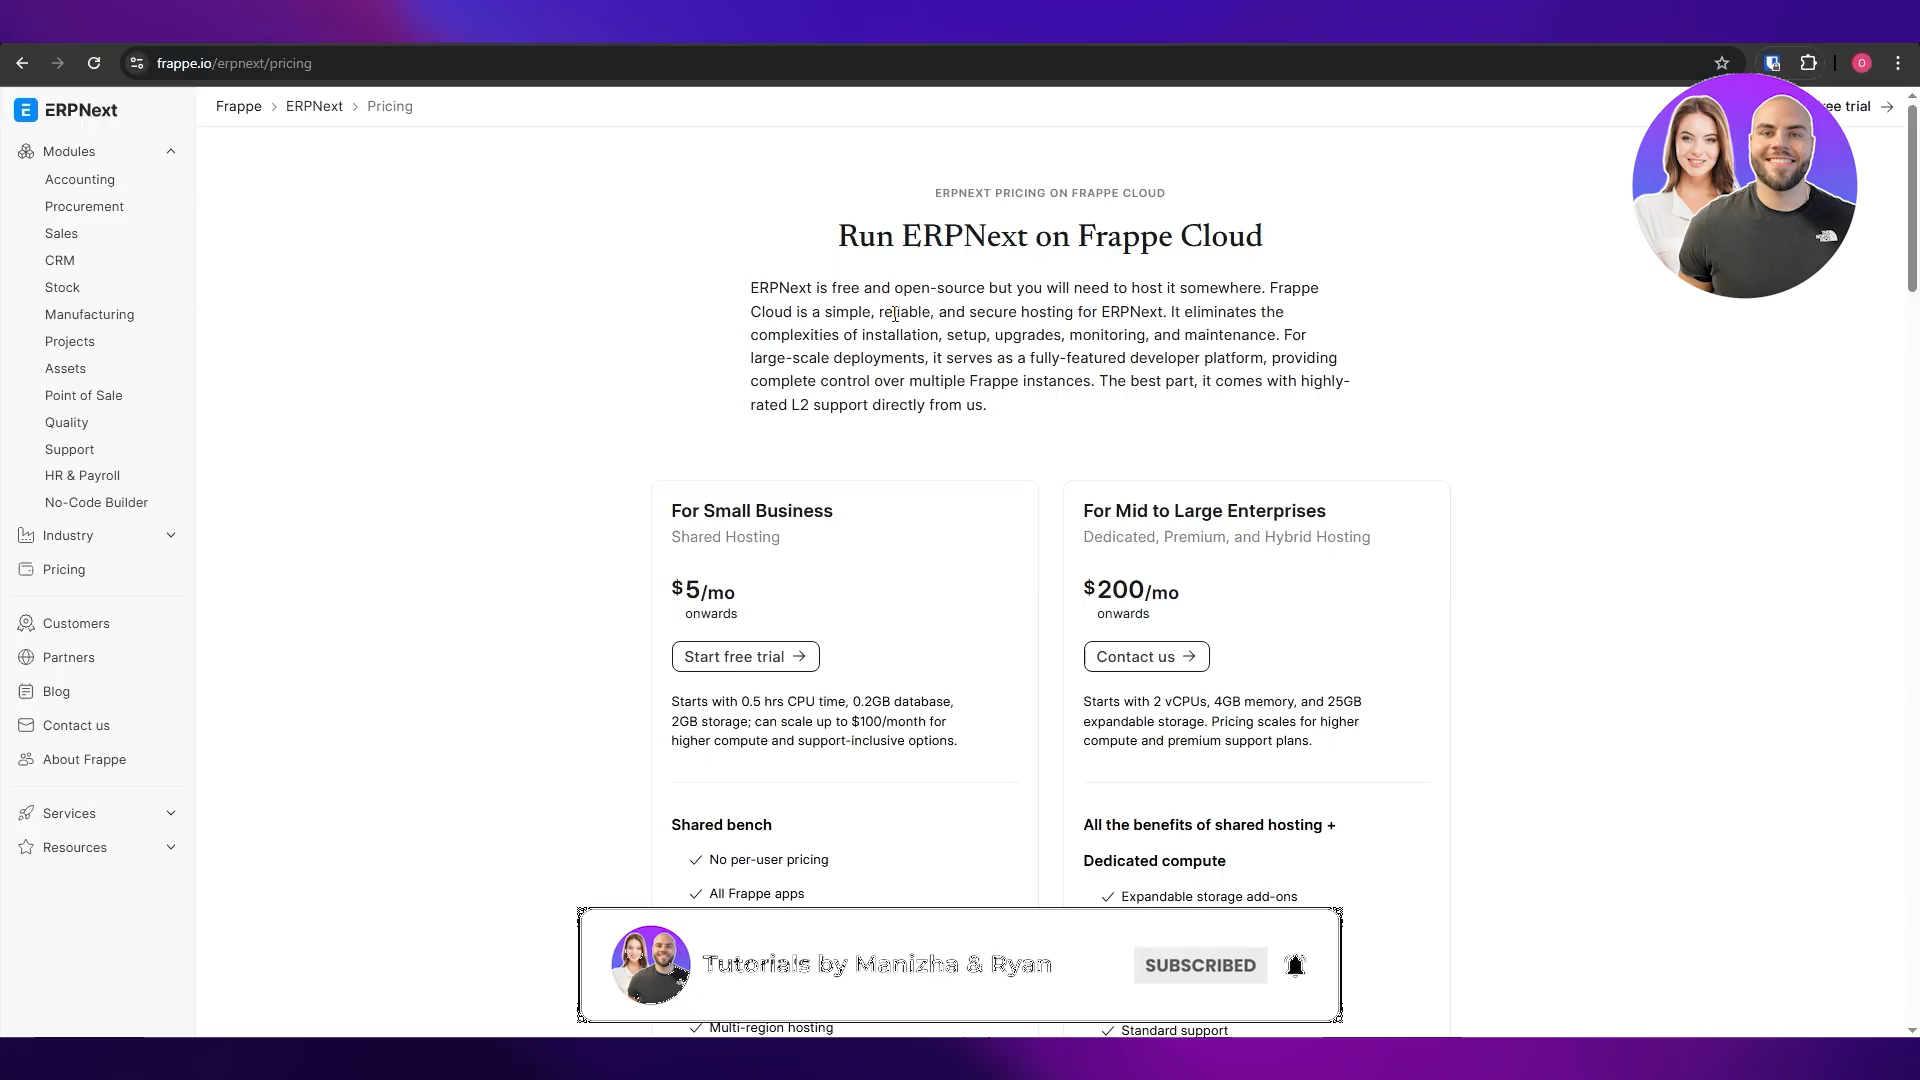 frappe.io/erpnext/pricing
O
ERPNext
Modules
Accounting
Procurement
Sales
CRM
Stock
Manufacturing
Projects
Assets
Point of Sale
Quality
Support
HR & Payroll
No-Code Builder
Industry
Pricing
Customers
Partners
Blog
Contact us
About Frappe
Services
Resources
Frappe > ERPNext > Pricing
ree trial
ERPNEXT PRICING ON FRAPPE CLOUD
Run ERPNext on Frappe Cloud
ERPNext is free and open-source but you will need to host it somewhere. Frappe
Cloud is a simple, reliable, and secure hosting for ERPNext. It eliminates the
complexities of installation, setup, upgrades, monitoring, and maintenance. For
large-scale deployments, it serves as a fully-featured developer platform, providing
complete control over multiple Frappe instances. The best part, it comes with highly-
rated L2 support directly from us.
For Small Business
Shared Hosting
$5/mo
onwards
Start free trial →
Starts with 0.5 hrs CPU time, 0.2GB database,
2GB storage; can scale up to $100/month for
higher compute and support-inclusive options.
Shared bench
No per-user pricing
All Frappe apps
Multi-region hosting
For Mid to Large Enterprises
Dedicated, Premium, and Hybrid Hosting
$200/mo
onwards
Contact us →
Starts with 2 vCPUs, 4GB memory, and 25GB
expandable storage. Pricing scales for higher
compute and premium support plans.
All the benefits of shared hosting +
Dedicated compute
Expandable storage add-ons
Standard support
Tutorials by Manizha & Ryan
SUBSCRIBED